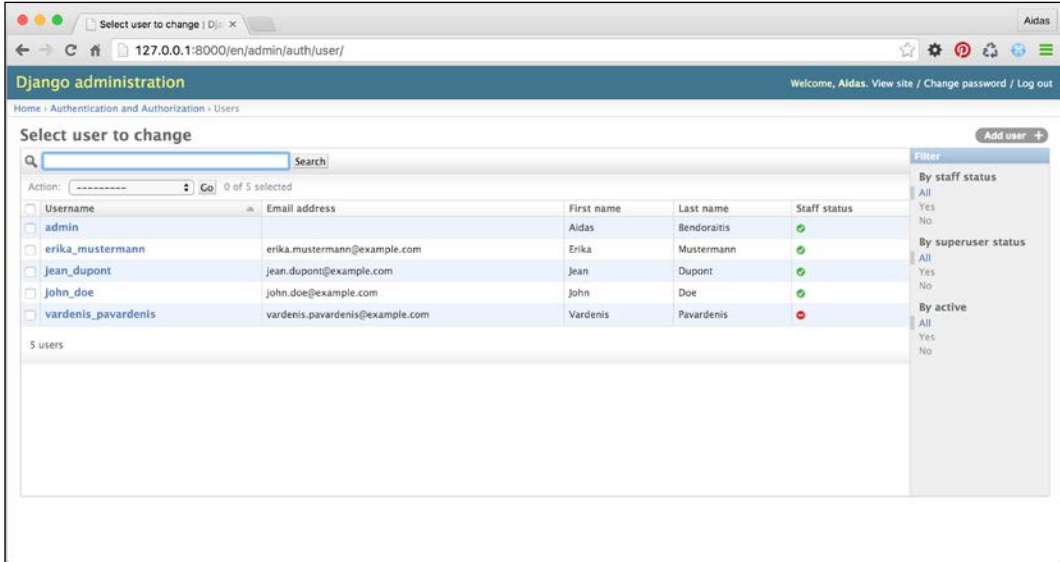 Select user to change | Dja
Aidas
127.0.0.1:8000/en/admin/auth/user/
Django administration
Welcome, Aidas. View site / Change password / Log out
Home › Authentication and Authorization › Users
Select user to change
Add user +
Search
Filter
Action: --------- Go 0 of 5 selected
Username Email address First name Last name Staff status
admin Aidas Bendoraitis
erika_mustermann erika.mustermann@example.com Erika Mustermann
jean_dupont jean.dupont@example.com Jean Dupont
john_doe john.doe@example.com John Doe
vardenis_pavardenis vardenis.pavardenis@example.com Vardenis Pavardenis
5 users
By staff status
All
Yes
No
By superuser status
All
Yes
No
By active
All
Yes
No